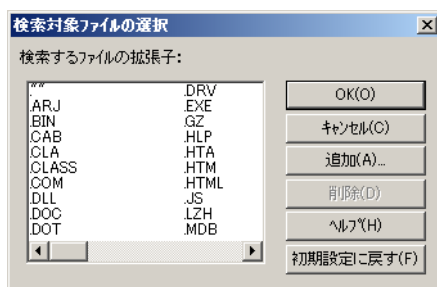 検索対象ファイルの選択
検索するファイルの拡張子:
.""
.ARJ
.BIN
.CAB
.CLA
.CLASS
.COM
.DLL
.DOC
.DOT
.DRV
.EXE
.GZ
.HLP
.HTA
.HTM
.HTML
.JS
.LZH
.MDB
OK(O)
キャンセル(C)
追加(A)...
削除(D)
ヘルプ(H)
初期設定に戻す(F)